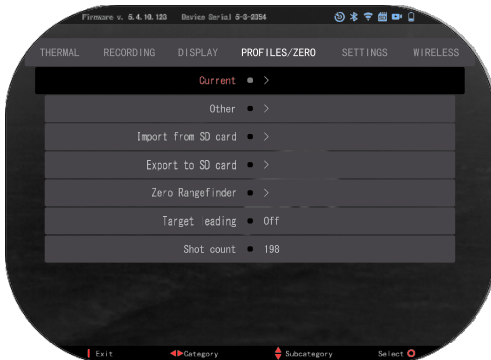 Firmware v. 5.4.10.123 Device Serial 5-G-2354
THERMAL RECORDING DISPLAY PROFILES/ZERO SETTINGS WIRELESS
Current >
Other >
Import from SD card >
Export to SD card >
Zero Rangefinder >
Target leading Off
Shot count 198
Exit Category Subcategory Select